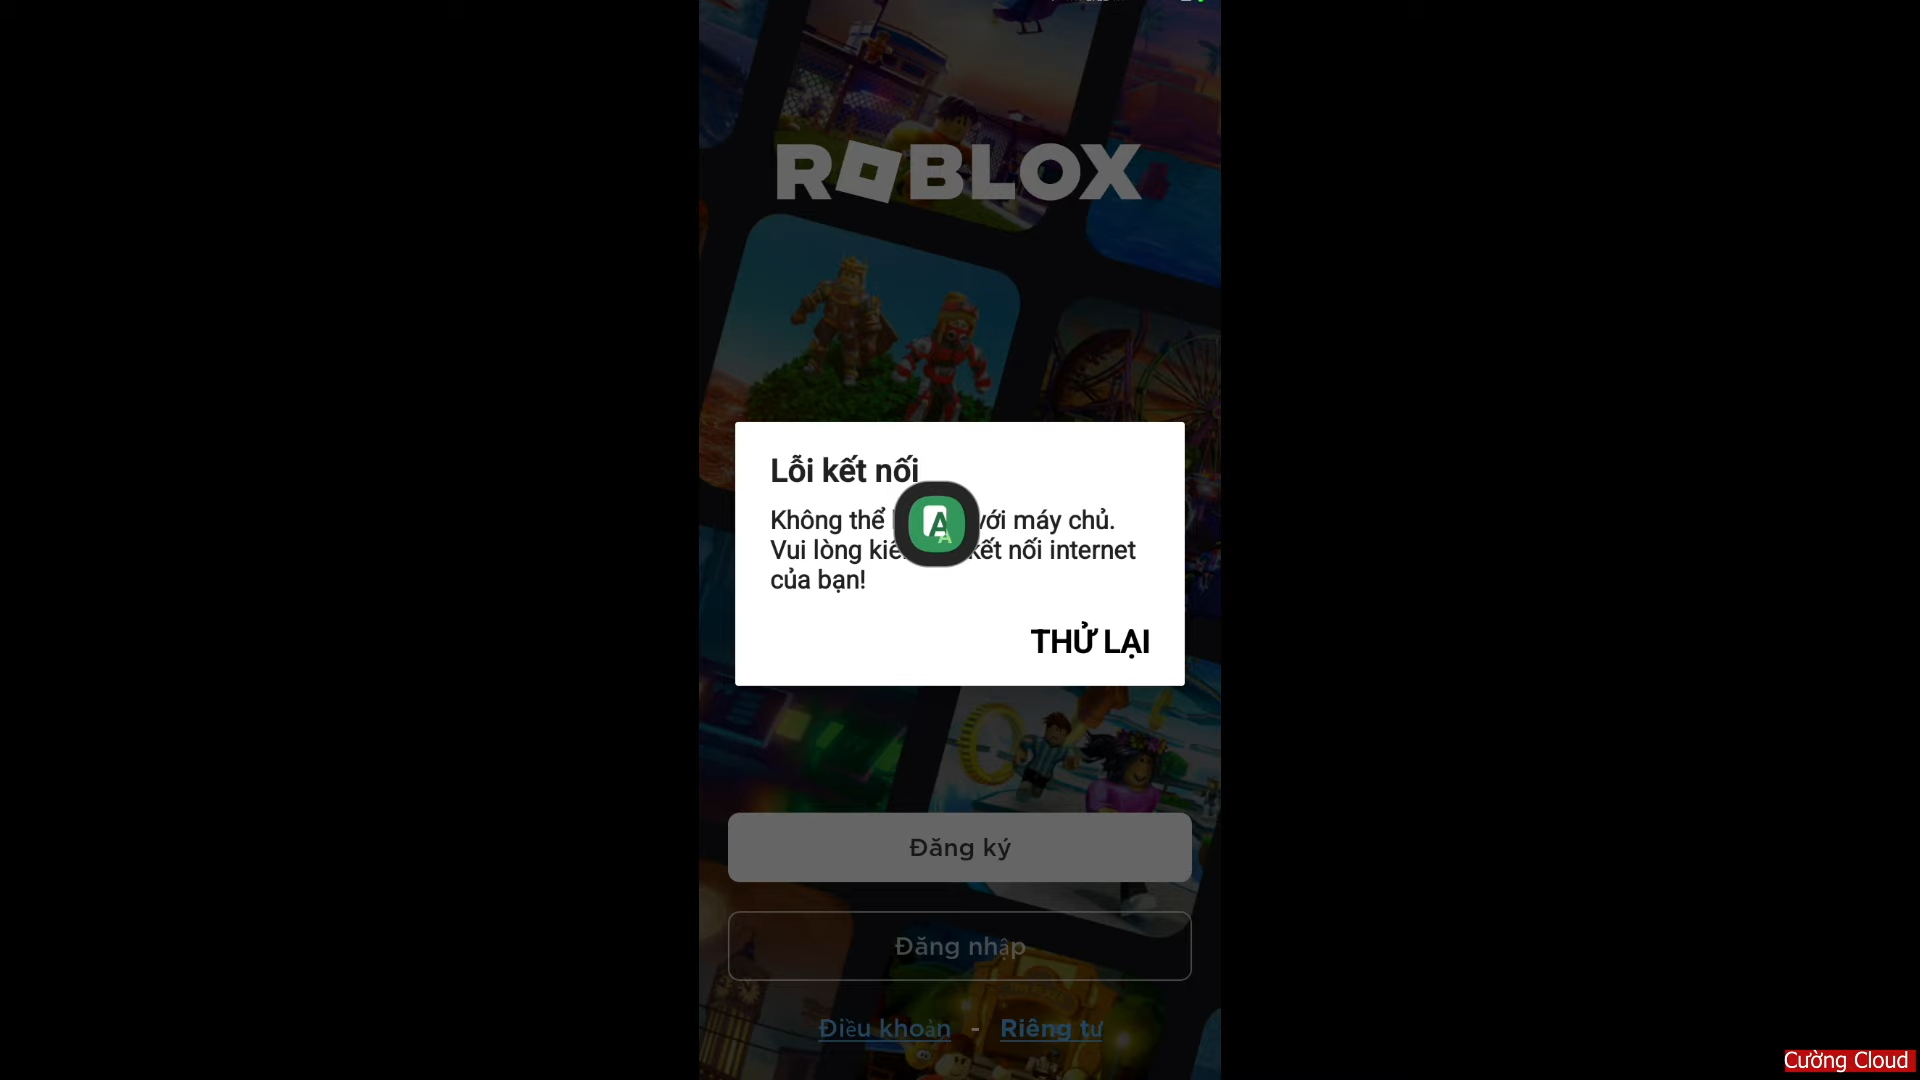 ROBLOX
Lỗi kết nối
Không thể với máy chủ.
Vui lòng kết nối internet
của bạn!
THỬ LẠI
Đăng ký
Đăng nhập
Điều khoản - Riêng tư
Cường Cloud